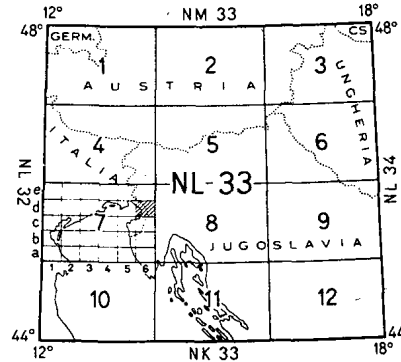 12° NM 33 18°
48° 48°
GERM. CS
1 2 3
AUSTRIA
UNGHERIA
ITALIA
4 5 6
NL 32 NL-33 NL 34
e
d
c
b
a
7 8 9
JUGOSLAVIA
1 2 3 4 5 6
10 11 12
44° 44°
12° NK 33 18°